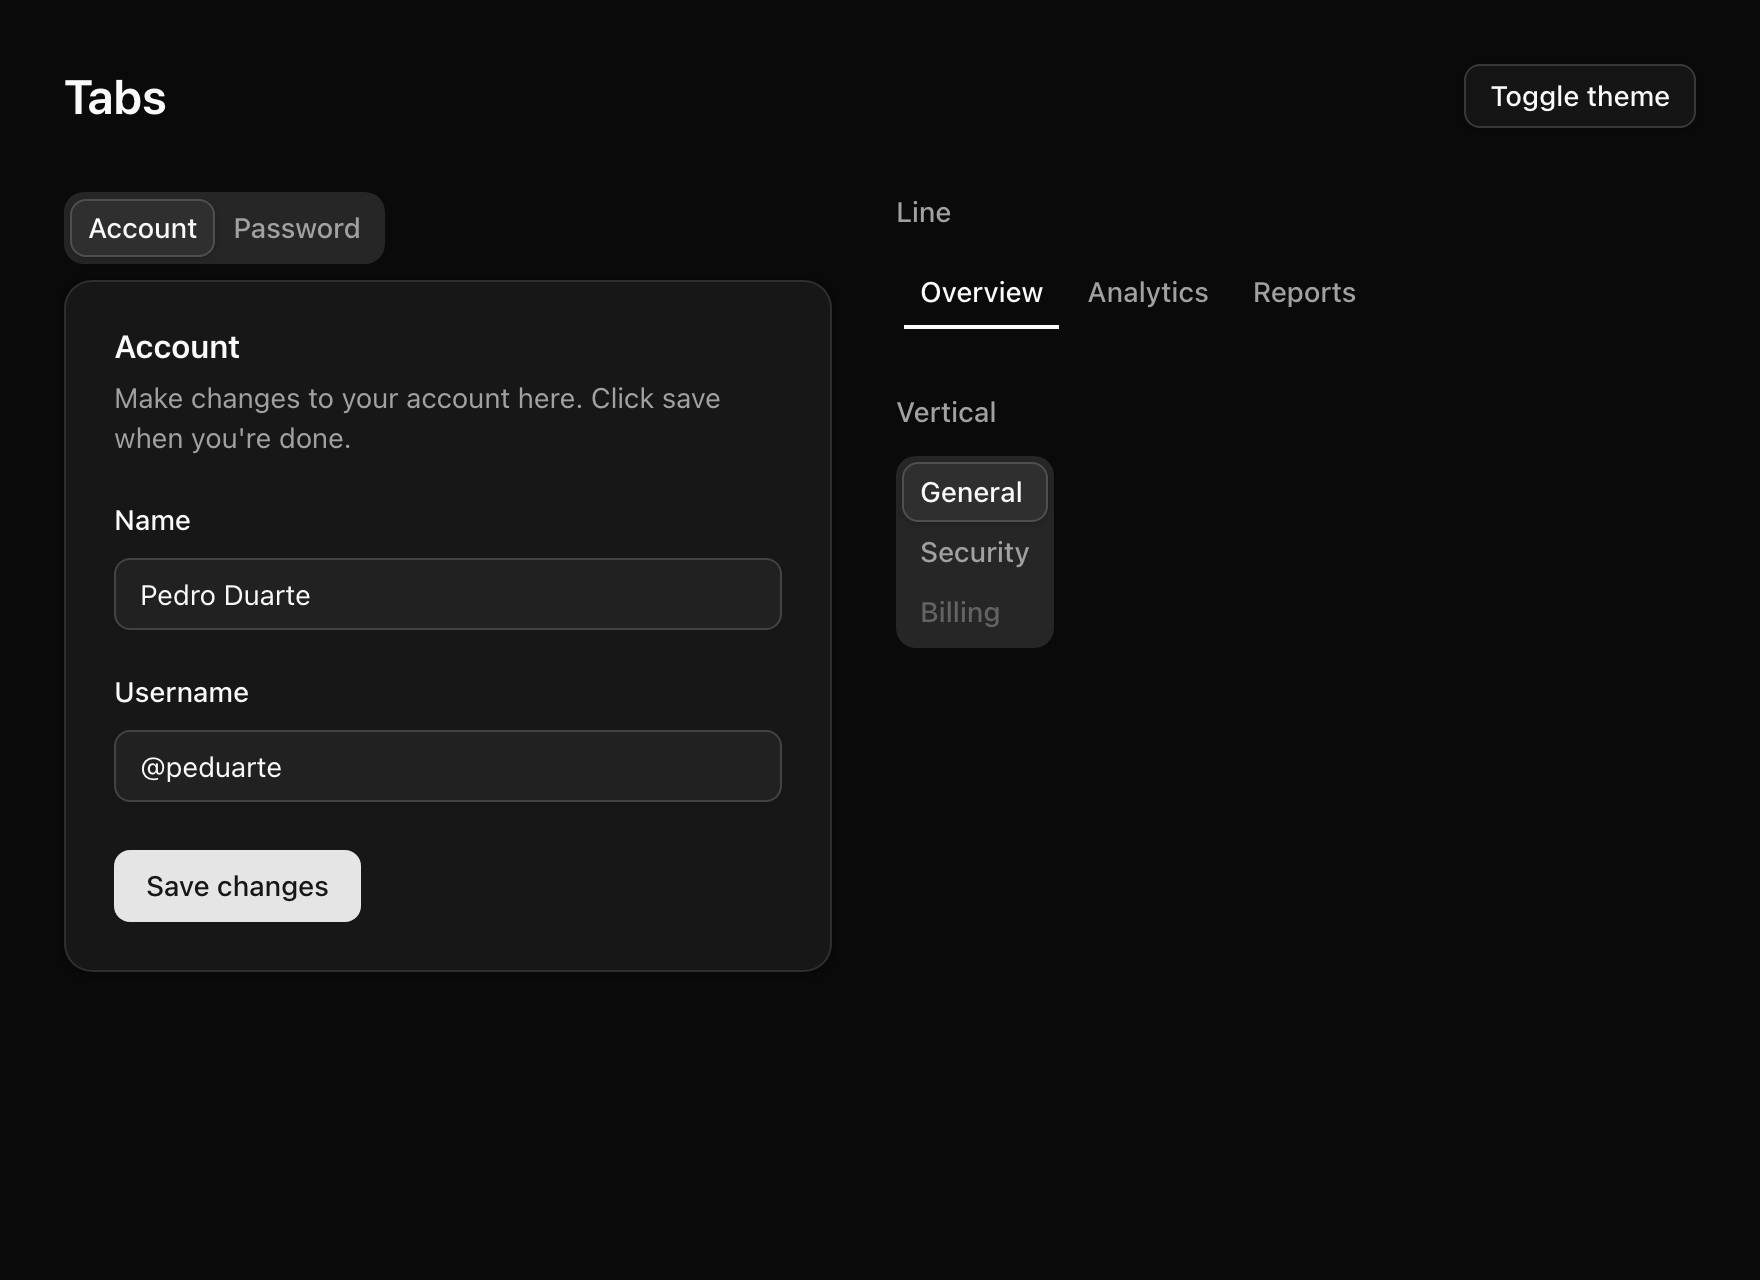 Tabs
Toggle theme
Account
Password
Account
Make changes to your account here. Click save
when you're done.
Name
Pedro Duarte
Username
@peduarte
Save changes
Line
Overview
Analytics
Reports
Vertical
General
Security
Billing